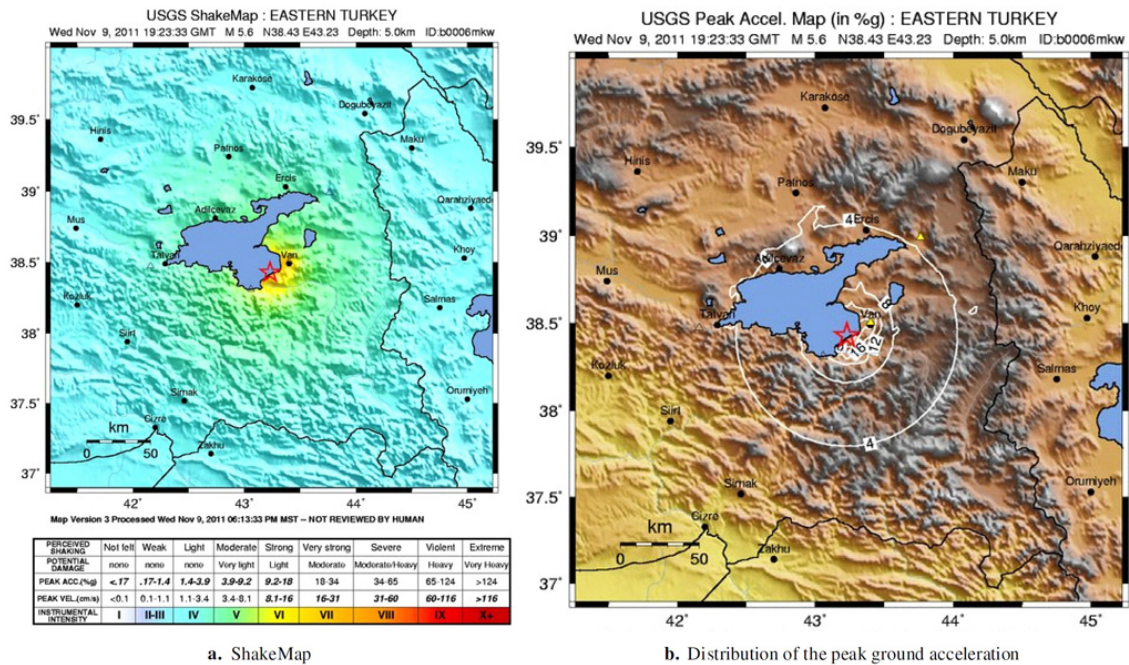 USGS ShakeMap : EASTERN TURKEY
Wed Nov 9, 2011 19:23:33 GMT M 5.6 N38.43 E43.23 Depth: 5.0km ID:b0006mkw
Karakose
Dogubeyazit
39.5˚
Hinis
Maku
Patnos
Ercis
39˚
Adilcevaz
Qarahziyaed
Mus
Tatvan
Van
Khoy
38.5˚
Kozluk
Salmas
38˚
Siirt
37.5˚
Sirnak
Orumiyeh
Cizre
km
0 50
Zakhu
37˚
42˚ 43˚ 44˚ 45˚
Map Version 3 Processed Wed Nov 9, 2011 06:13:33 PM MST -- NOT REVIEWED BY HUMAN
PERCEIVED SHAKING Not felt Weak Light Moderate Strong Very strong Severe Violent Extreme
POTENTIAL DAMAGE none none none Very light Light Moderate Moderate/Heavy Heavy Very Heavy
PEAK ACC.(%g) <.17 .17-1.4 1.4-3.9 3.9-9.2 9.2-18 18-34 34-65 65-124 >124
PEAK VEL.(cm/s) <0.1 0.1-1.1 1.1-3.4 3.4-8.1 8.1-16 16-31 31-60 60-116 >116
INSTRUMENTAL INTENSITY I II-III IV V VI VII VIII IX X+
a. ShakeMap
USGS Peak Accel. Map (in %g) : EASTERN TURKEY
Wed Nov 9, 2011 19:23:33 GMT M 5.6 N38.43 E43.23 Depth: 5.0km ID:b0006mkw
Karakose
Dogubeyazit
39.5˚
Hinis
Maku
Patnos
4
Ercis
39˚
Adilcevaz
Qarahziyaed
Mus
Tatvan
Van
Khoy
38.5˚
12
16
Kozluk
Salmas
38˚
Siirt
4
37.5˚
Sirnak
Orumiyeh
Cizre
km
0 50
Zakhu
37˚
42˚ 43˚ 44˚ 45˚
b. Distribution of the peak ground acceleration